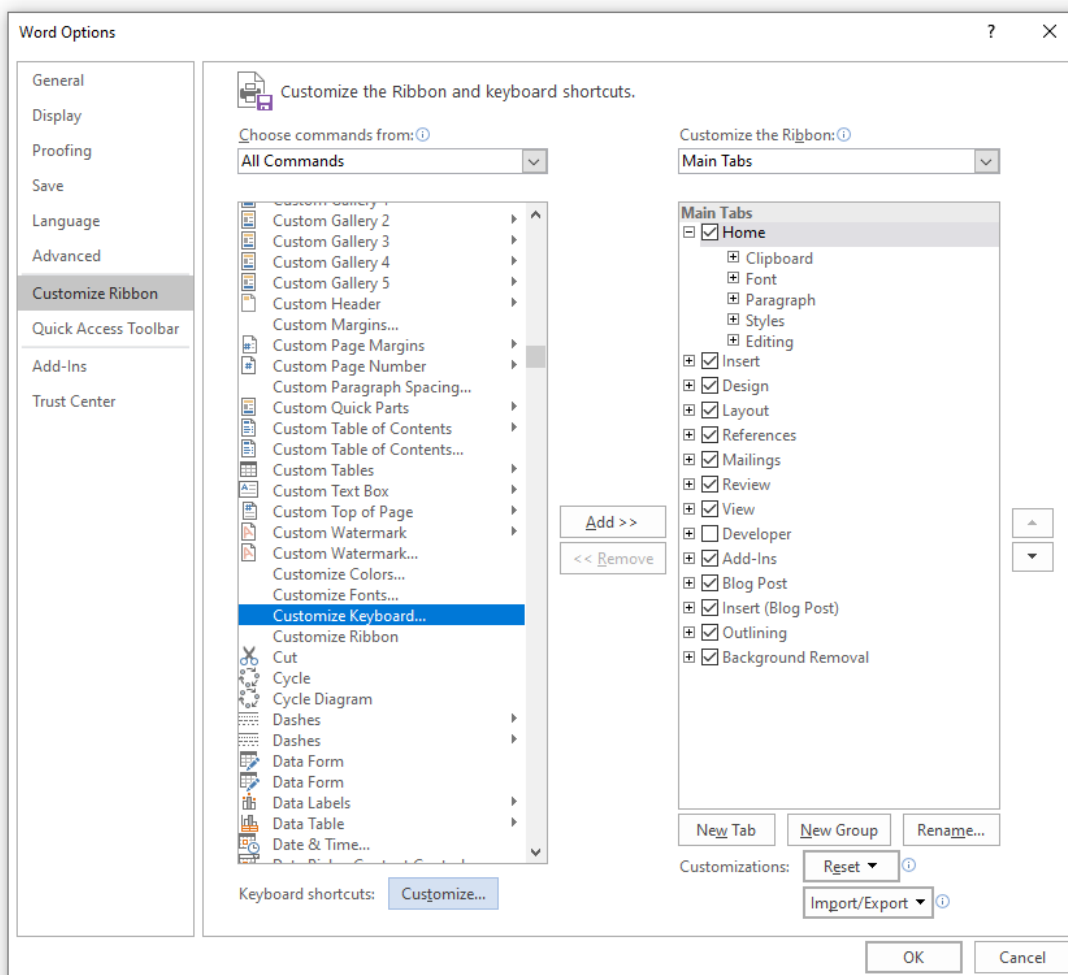 Word Options
?
General
Display
Proofing
Save
Language
Advanced
Customize Ribbon
Quick Access Toolbar
Add-Ins
Trust Center
Customize the Ribbon and keyboard shortcuts.
Choose commands from:
All Commands
Custom Gallery 1
Custom Gallery 2
Custom Gallery 3
Custom Gallery 4
Custom Gallery 5
Custom Header
Custom Margins...
Custom Page Margins
Custom Page Number
Custom Paragraph Spacing...
Custom Quick Parts
Custom Table of Contents
Custom Table of Contents...
Custom Tables
Custom Text Box
Custom Top of Page
Custom Watermark
Custom Watermark...
Customize Colors...
Customize Fonts...
Customize Keyboard...
Customize Ribbon
Cut
Cycle
Cycle Diagram
Dashes
Dashes
Data Form
Data Form
Data Labels
Data Table
Date & Time...
Keyboard shortcuts: Customize...
Add >>
<< Remove
Customize the Ribbon:
Main Tabs
Main Tabs
Home
Clipboard
Font
Paragraph
Styles
Editing
Insert
Design
Layout
References
Mailings
Review
View
Developer
Add-Ins
Blog Post
Insert (Blog Post)
Outlining
Background Removal
New Tab New Group Rename...
Customizations: Reset
Import/Export
OK Cancel